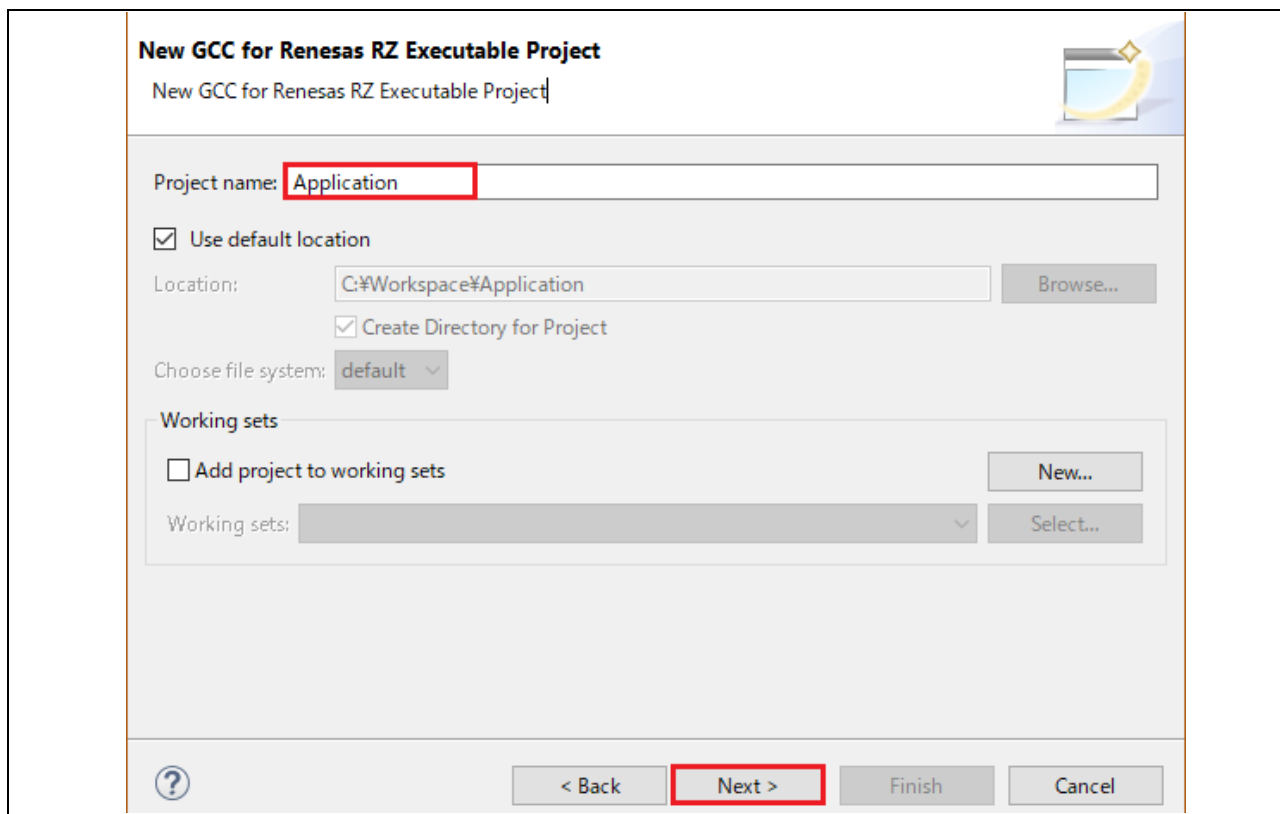 New GCC for Renesas RZ Executable Project
New GCC for Renesas RZ Executable Project
Project name: Application
Use default location
Location: C:¥Workspace¥Application Browse...
Create Directory for Project
Choose file system: default
Working sets
Add project to working sets New...
Working sets: Select...
? < Back Next > Finish Cancel